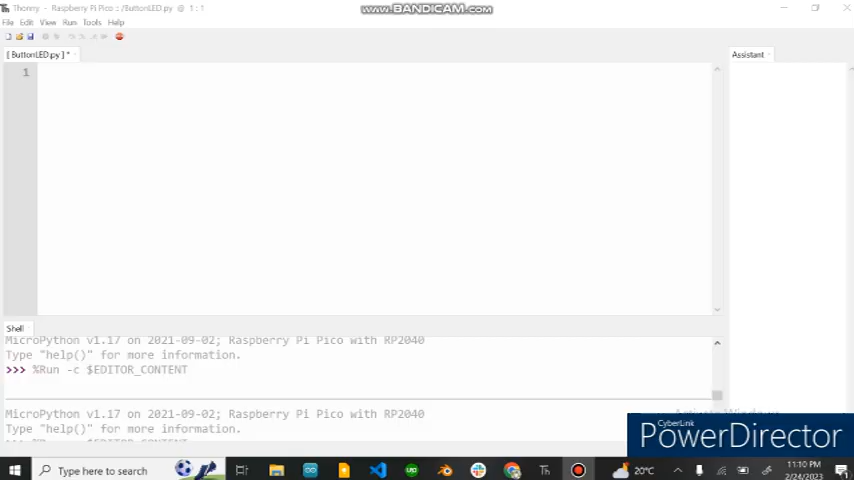 Thonny - Raspberry Pi Pico :: /ButtonLED.py @ 1 : 1
WWW.BANDICAM.COM
File Edit View Run Tools Help
[ ButtonLED.py ] *
Assistant
1
Shell
MicroPython v1.17 on 2021-09-02; Raspberry Pi Pico with RP2040
Type "help()" for more information.
>>> %Run -c $EDITOR_CONTENT
MicroPython v1.17 on 2021-09-02; Raspberry Pi Pico with RP2040
Type "help()" for more information.
>>> %Run -c $EDITOR_CONTENT
CyberLink
PowerDirector
Type here to search
20°C
11:10 PM
2/24/2023